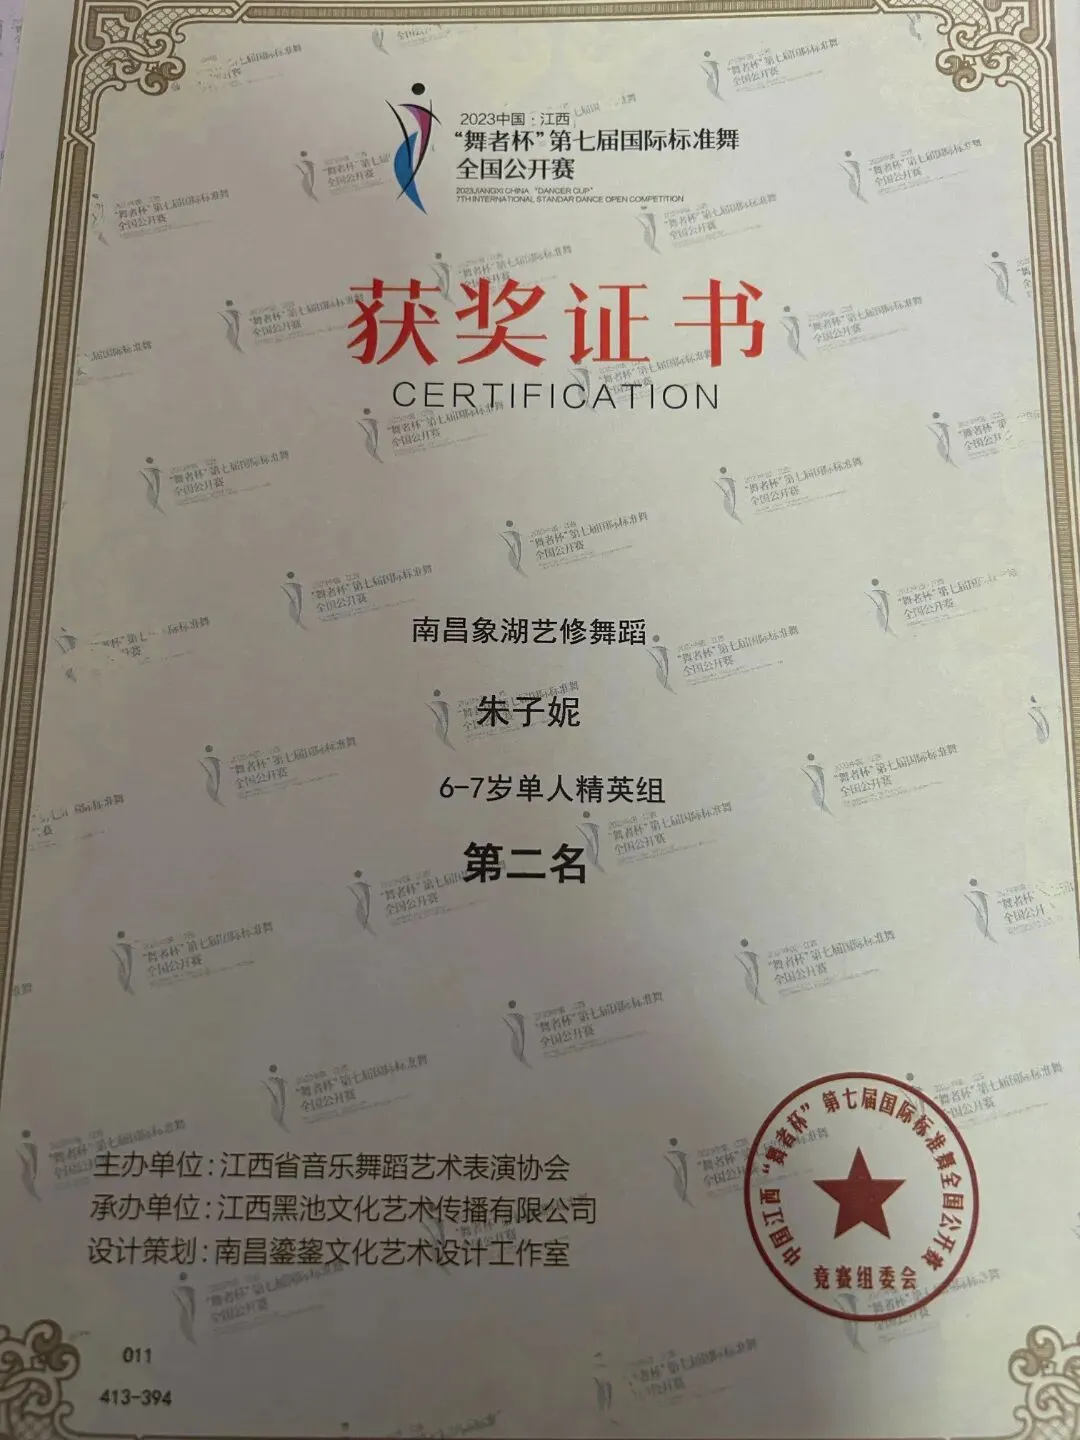 2023中国·江西
“舞者杯”第七届国际标准舞
全国公开赛
2023JIANGXI CHINA “DANCER CUP”
7TH INTERNATIONAL STANDAR DANCE OPEN COMPETITION
获奖证书
CERTIFICATION
南昌象湖艺修舞蹈
朱子妮
6-7岁单人精英组
第二名
主办单位:江西省音乐舞蹈艺术表演协会
承办单位:江西黑池文化艺术传播有限公司
设计策划:南昌鎏鋆文化艺术设计工作室
中国江西“舞者杯”第七届国际标准舞全国公开赛
竞赛组委会
011
413-394